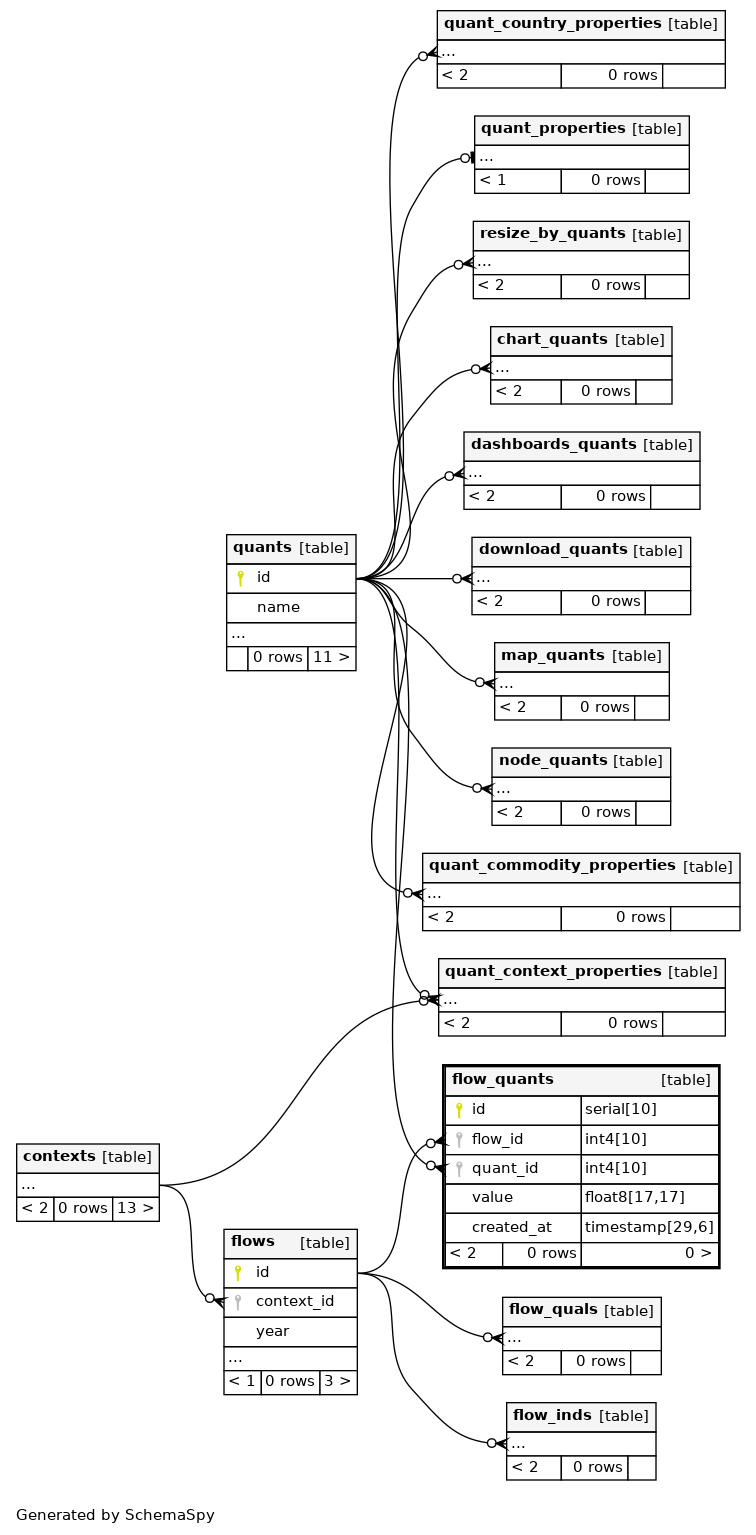 quant_country_properties [table]
...
< 2 0 rows
quant_properties [table]
...
< 1 0 rows
resize_by_quants [table]
...
< 2 0 rows
chart_quants [table]
...
< 2 0 rows
dashboards_quants [table]
...
< 2 0 rows
quants [table]
id
name
...
0 rows 11 >
download_quants [table]
...
< 2 0 rows
map_quants [table]
...
< 2 0 rows
node_quants [table]
...
< 2 0 rows
quant_commodity_properties [table]
...
< 2 0 rows
quant_context_properties [table]
...
< 2 0 rows
flow_quants [table]
id serial[10]
flow_id int4[10]
quant_id int4[10]
value float8[17,17]
created_at timestamp[29,6]
< 2 0 rows 0 >
contexts [table]
...
< 2 0 rows 13 >
flows [table]
id
context_id
year
...
< 1 0 rows 3 >
flow_quals [table]
...
< 2 0 rows
flow_inds [table]
...
< 2 0 rows
Generated by SchemaSpy